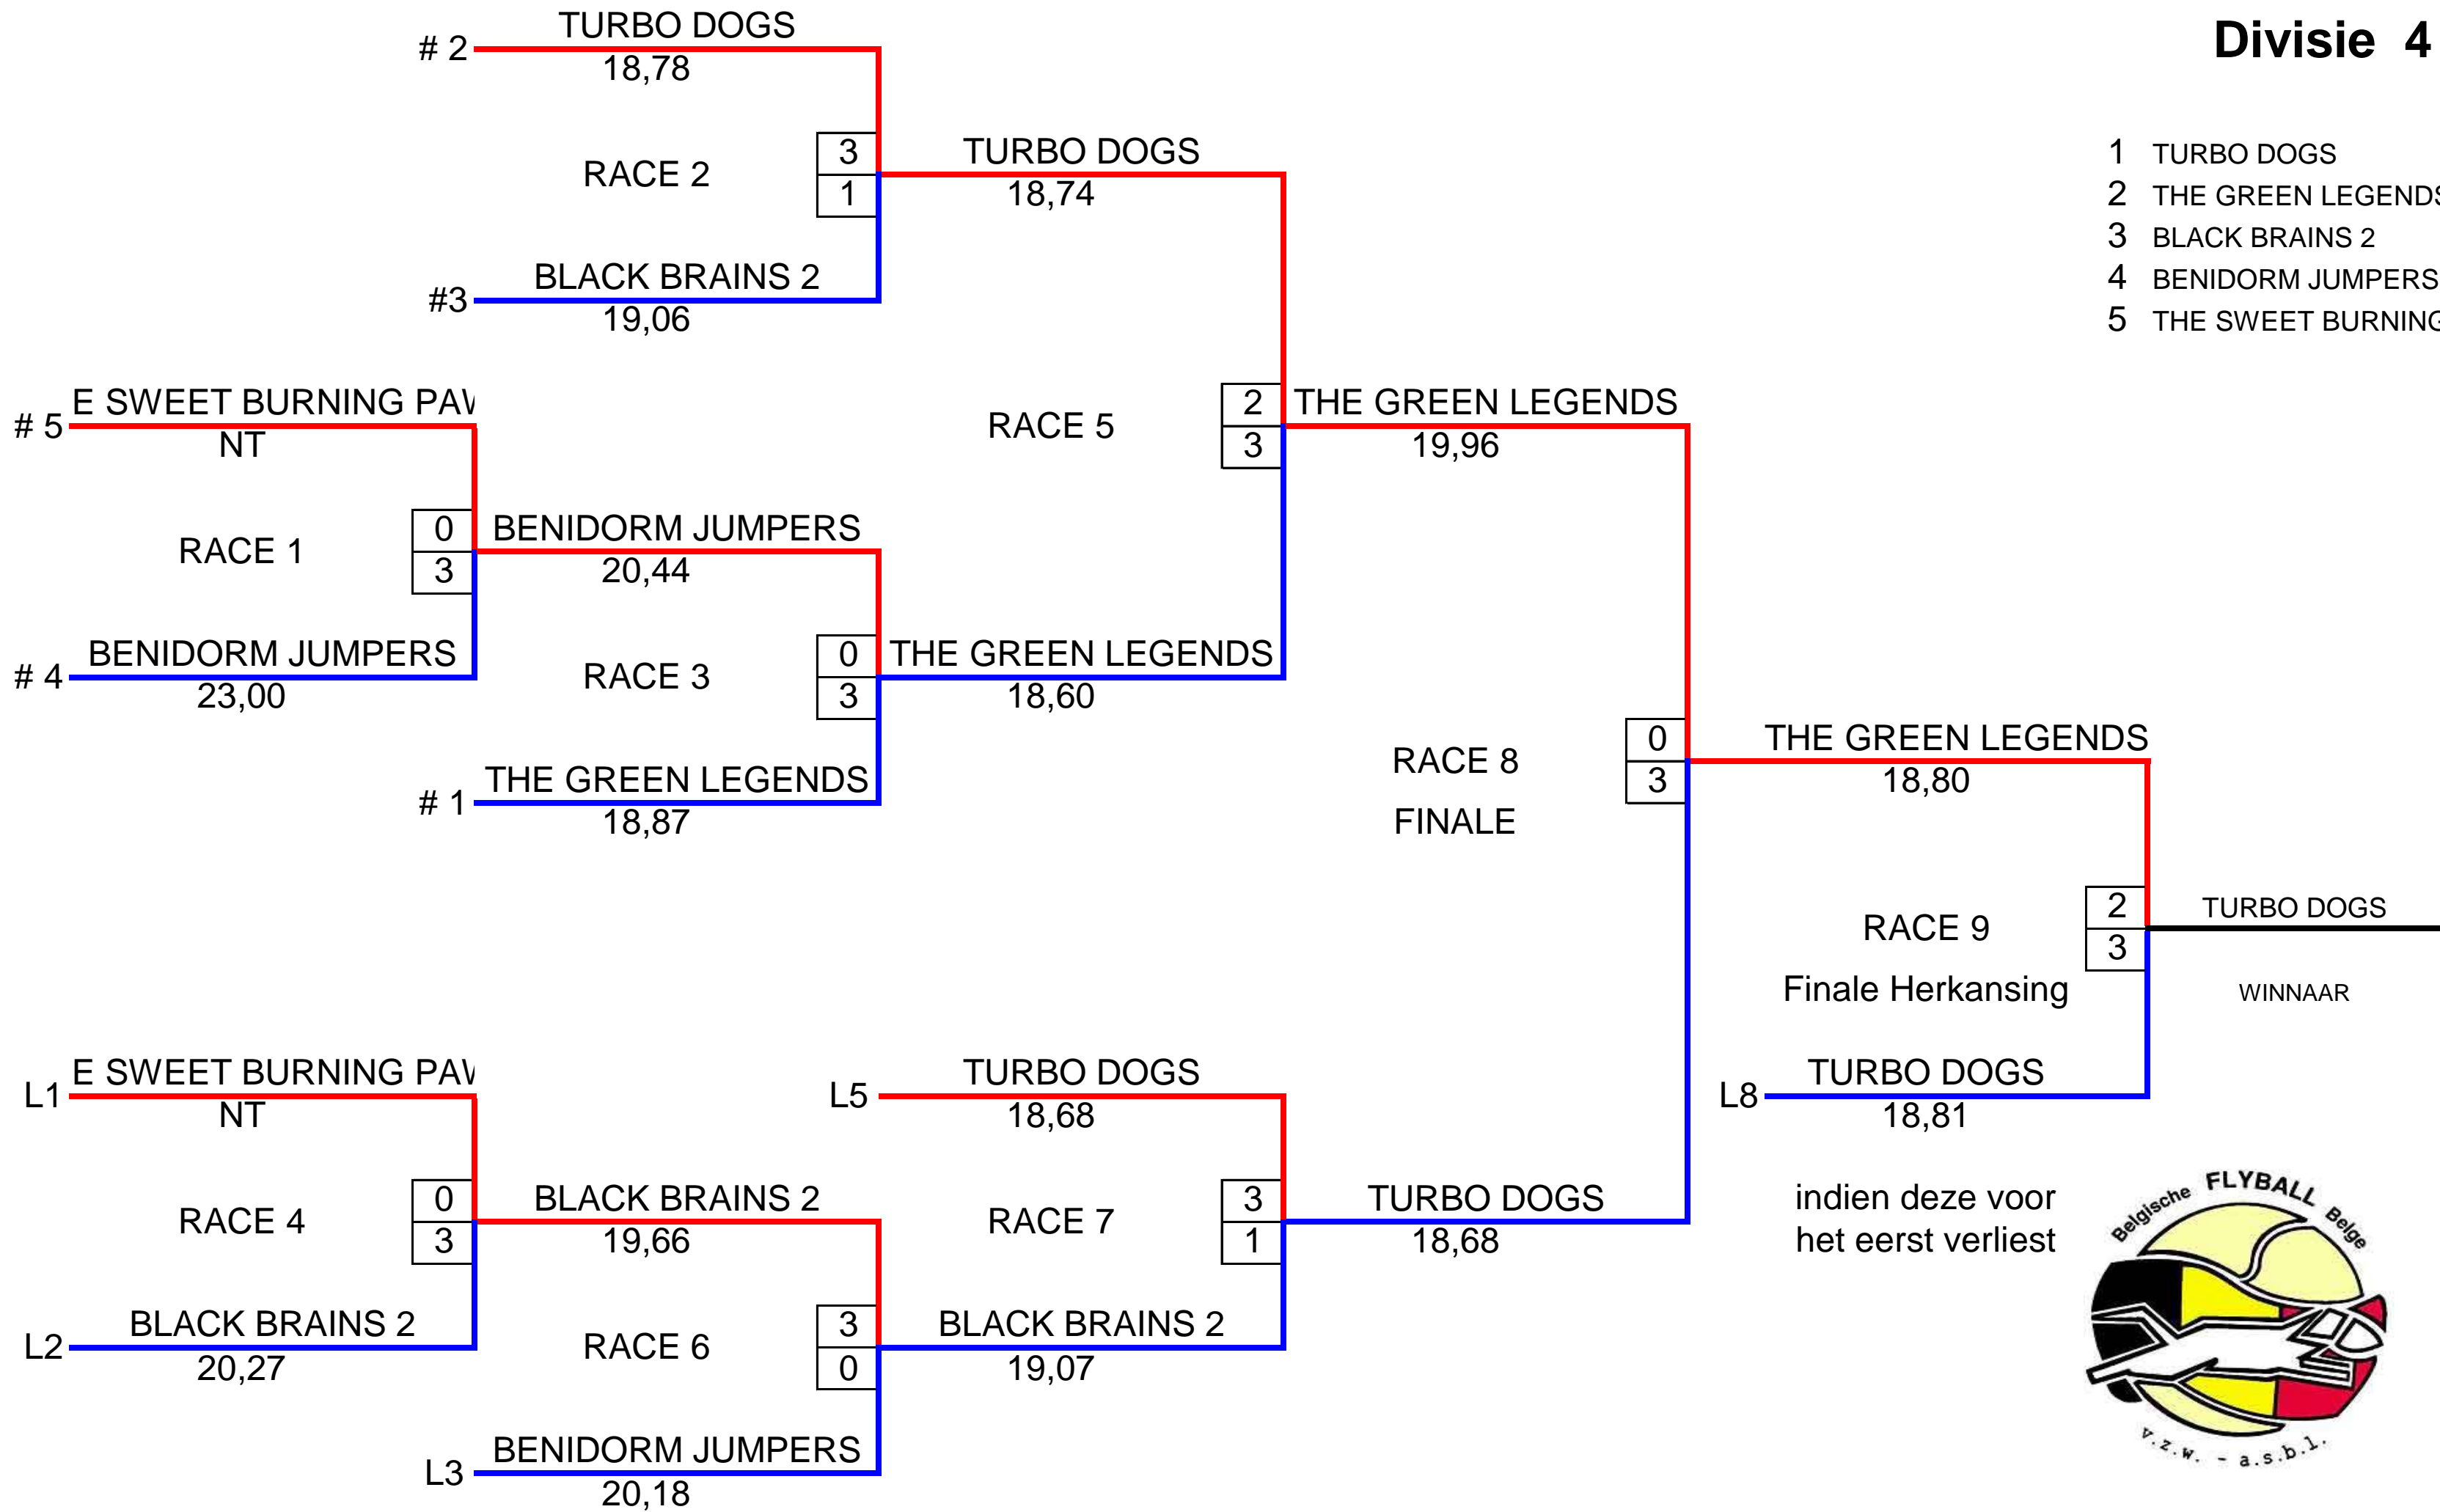 Divisie 4
1 TURBO DOGS
2 THE GREEN LEGENDS
3 BLACK BRAINS 2
4 BENIDORM JUMPERS
5 THE SWEET BURNING
# 2 TURBO DOGS
18,78
RACE 2
3
1
#3 BLACK BRAINS 2
19,06
TURBO DOGS
18,74
# 5 E SWEET BURNING PAW
NT
RACE 1
0
3
# 4 BENIDORM JUMPERS
23,00
BENIDORM JUMPERS
20,44
RACE 3
0
3
# 1 THE GREEN LEGENDS
18,87
RACE 5
2
3
THE GREEN LEGENDS
18,60
THE GREEN LEGENDS
19,96
RACE 8
FINALE
0
3
THE GREEN LEGENDS
18,80
RACE 9
Finale Herkansing
2
3
TURBO DOGS
WINNAAR
L8 TURBO DOGS
18,81
indien deze voor
het eerst verliest
L1 E SWEET BURNING PAW
NT
RACE 4
0
3
L2 BLACK BRAINS 2
20,27
BLACK BRAINS 2
19,66
RACE 6
3
0
L3 BENIDORM JUMPERS
20,18
L5 TURBO DOGS
18,68
RACE 7
3
1
BLACK BRAINS 2
19,07
TURBO DOGS
18,68
Belgische FLYBALL Belge
v.z.w. - a.s.b.l.